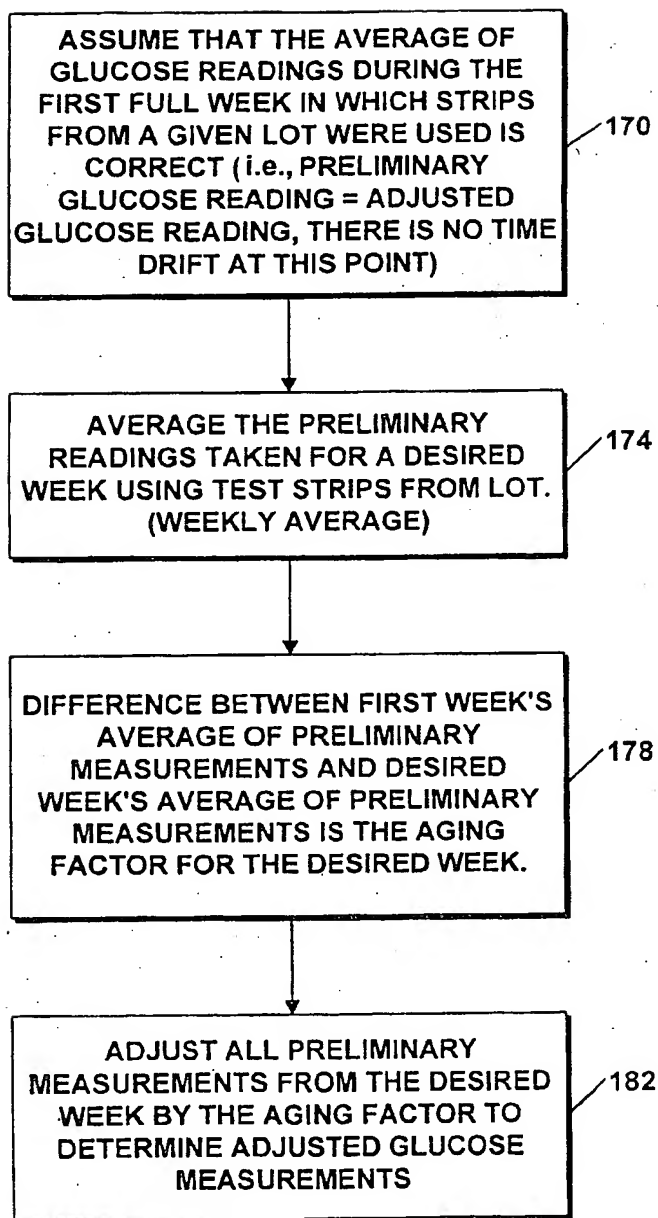 ASSUME THAT THE AVERAGE OF
GLUCOSE READINGS DURING THE
FIRST FULL WEEK IN WHICH STRIPS
FROM A GIVEN LOT WERE USED IS
CORRECT (i.e., PRELIMINARY
GLUCOSE READING = ADJUSTED
GLUCOSE READING, THERE IS NO TIME
DRIFT AT THIS POINT)
170
AVERAGE THE PRELIMINARY
READINGS TAKEN FOR A DESIRED
WEEK USING TEST STRIPS FROM LOT.
(WEEKLY AVERAGE)
174
DIFFERENCE BETWEEN FIRST WEEK'S
AVERAGE OF PRELIMINARY
MEASUREMENTS AND DESIRED
WEEK'S AVERAGE OF PRELIMINARY
MEASUREMENTS IS THE AGING
FACTOR FOR THE DESIRED WEEK.
178
ADJUST ALL PRELIMINARY
MEASUREMENTS FROM THE DESIRED
WEEK BY THE AGING FACTOR TO
DETERMINE ADJUSTED GLUCOSE
MEASUREMENTS
182